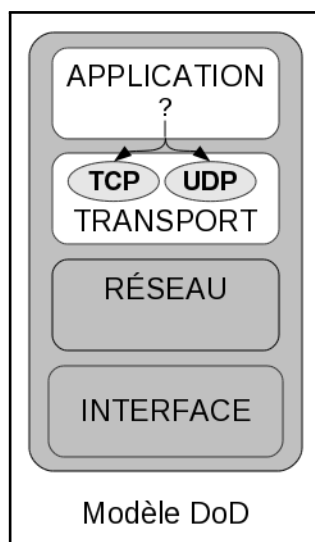 APPLICATION
?
TCP UDP
TRANSPORT
RÉSEAU
INTERFACE
Modèle DoD